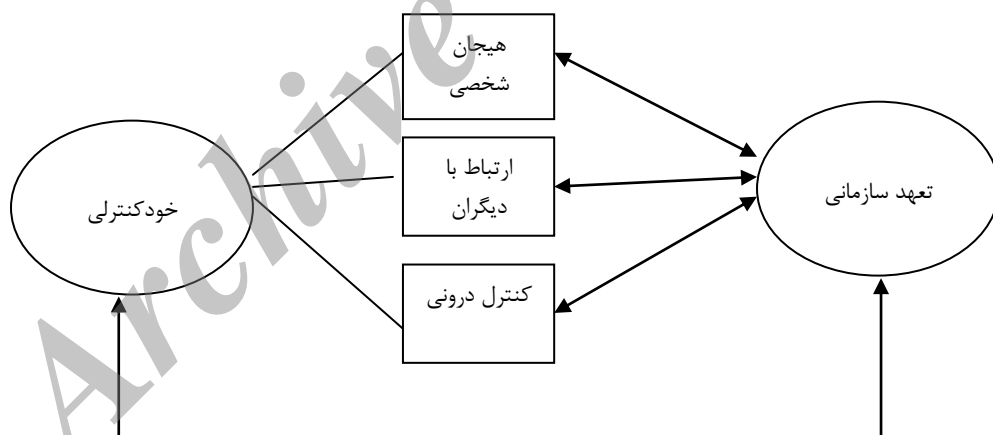 هیجان
شخصی
ارتباط با
دیگران
کنترل درونی
خودکنترلی
تعهد سازمانی
Archive